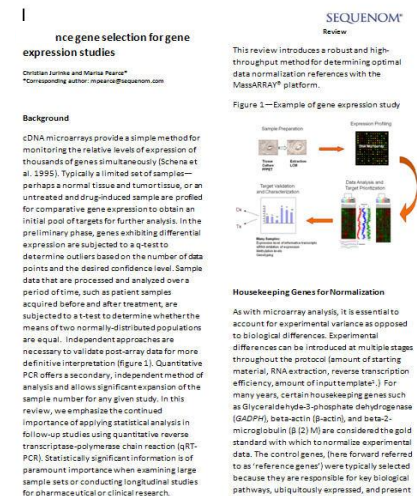 SEQUENOM®
Review
nce gene selection for gene
expression studies
Christian Jurinke and Marisa Pearce*
*Corresponding author: mpearce@sequenom.com
Background
cDNA microarrays provide a simple method for
monitoring the relative levels of expression of
thousands of genes simultaneously (Schena et
al. 1995). Typically a limited set of samples—
perhaps a normal tissue and tumor tissue, or an
untreated and drug-induced sample are profiled
for comparative gene expression to obtain an
initial pool of targets for further analysis. In the
preliminary phase, genes exhibiting differential
expression are subjected to a q-test to
determine outliers based on the number of data
points and the desired confidence level. Sample
data that are processed and analyzed over a
period of time, such as patient samples
acquired before and after treatment, are
subjected to a t-test to determine whether the
means of two normally-distributed populations
are equal. Independent approaches are
necessary to validate post-array data for more
definitive interpretation (figure 1). Quantitative
PCR offers a secondary, independent method of
analysis and allows significant expansion of the
sample number for any given study. In this
review, we emphasize the continued
importance of applying statistical analysis in
follow-up studies using quantitative reverse
transcriptase-polymerase chain reaction (qRT-
PCR). Statistically significant information is of
paramount importance when examining large
sample sets or conducting longitudinal studies
for pharmaceutical or clinical research.
This review introduces a robust and high-
throughput method for determining optimal
data normalization references with the
MassARRAY® platform.
Figure 1—Example of gene expression study
Sample Preparation
Expression Profiling
Tissue
Culture
Extraction
LCM
Target Validation
and Characterization
Data Analysis and
Target Prioritization
Housekeeping Genes for Normalization
As with microarray analysis, it is essential to
account for experimental variance as opposed
to biological differences. Experimental
differences can be introduced at multiple stages
throughout the protocol (amount of starting
material, RNA extraction, reverse transcription
efficiency, amount of input template¹.) For
many years, certain housekeeping genes such
as Glyceraldehyde-3-phosphate dehydrogenase
(GADPH), beta-actin (β-actin), and beta-2-
microglobulin (β (2) M) are considered the gold
standard with which to normalize experimental
data. The control genes, (here forward referred
to as 'reference genes') were typically selected
because they are responsible for key biological
pathways, ubiquitously expressed, and present